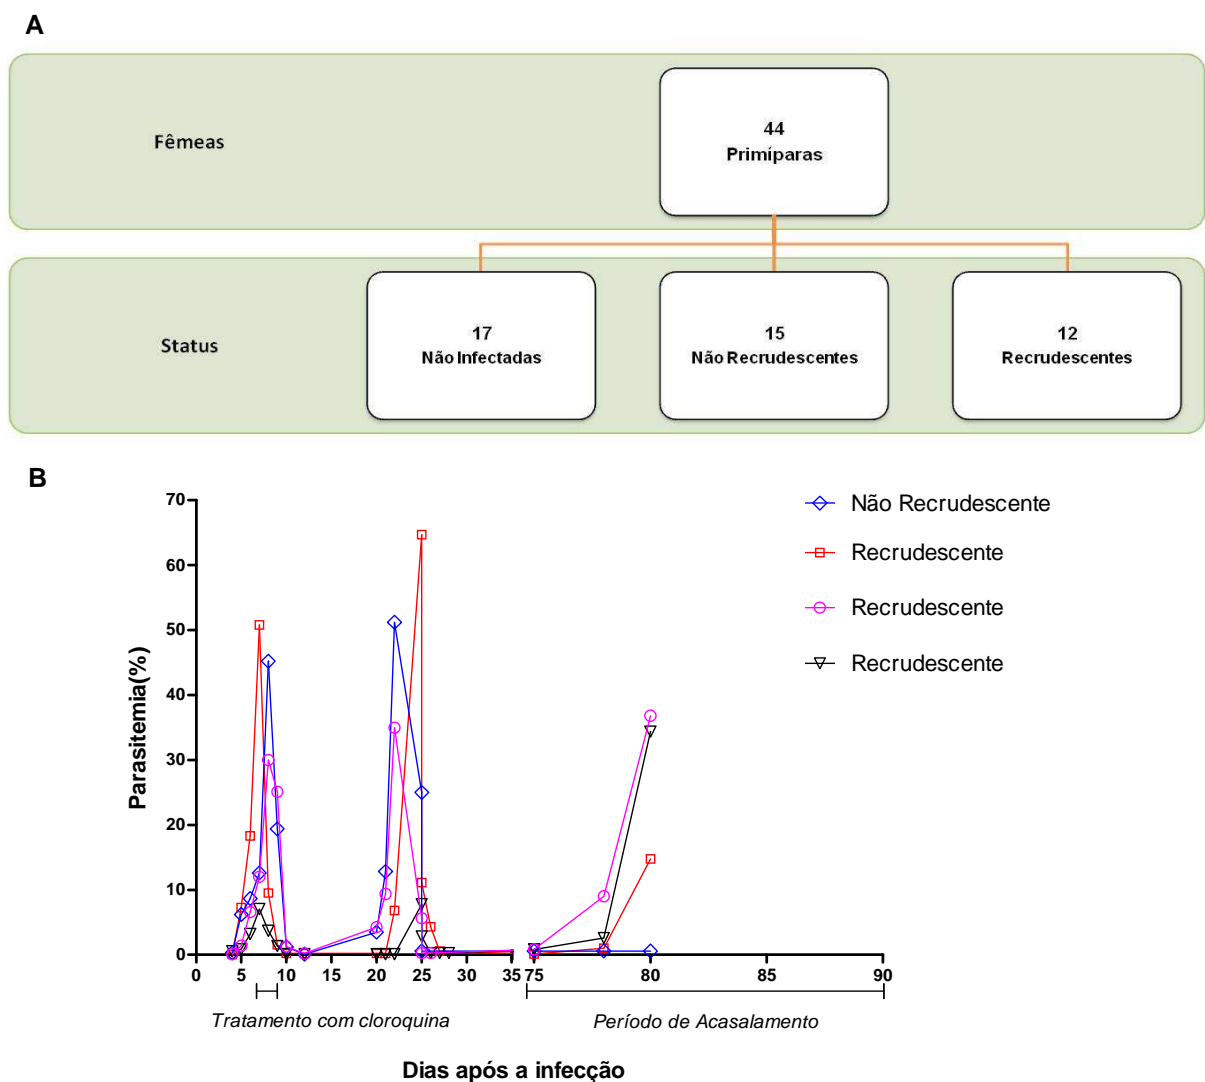 A
Fêmeas
44
Primíparas
Status
17
Não Infectadas
15
Não Recrudescentes
12
Recrudescentes
B
Parasitemia(%)
70
60
50
40
30
20
10
0
0 5 10 15 20 25 30 35 75 80 85 90
Não Recrudescente
Recrudescente
Recrudescente
Recrudescente
Tratamento com cloroquina
Período de Acasalamento
Dias após a infecção